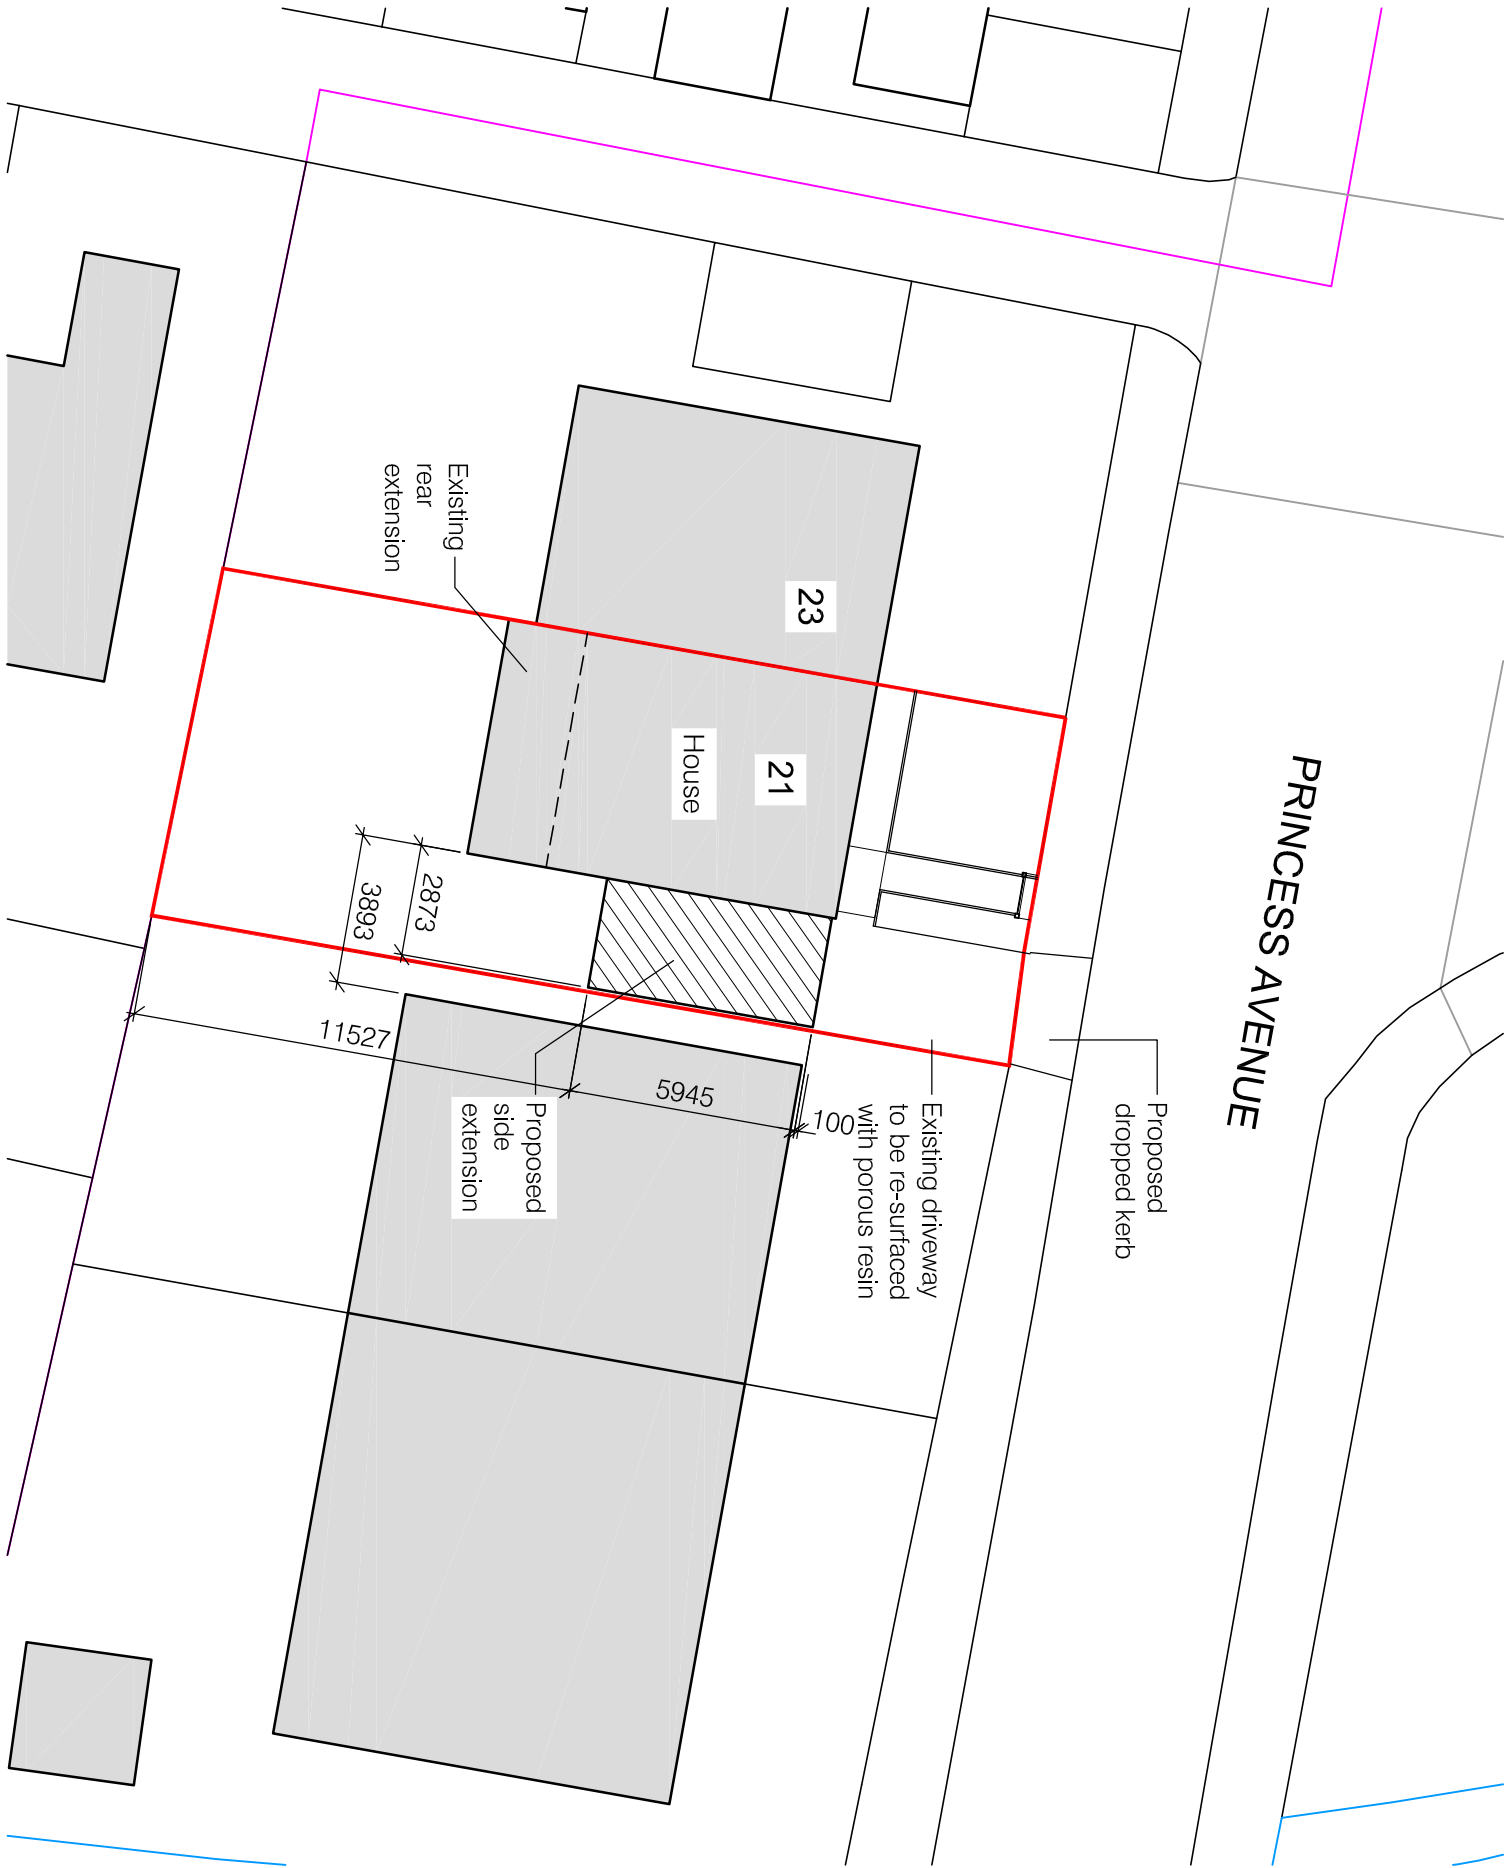 PRINCESS AVENUE
Proposed
dropped kerb
Existing driveway
to be re-surfaced
with porous resin
23
21
House
Existing
rear
extension
Proposed
side
extension
2873
3893
11527
5945
100